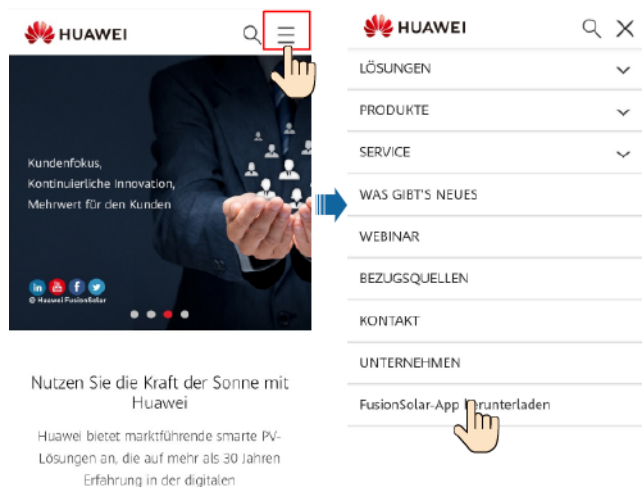 HUAWEI
Kundenfokus,
Kontinuierliche Innovation,
Mehrwert für den Kunden
in You f
@ Huawei FusionSolar
Nutzen Sie die Kraft der Sonne mit
Huawei
Huawei bietet marktführende smarte PV-
Lösungen an, die auf mehr als 30 Jahren
Erfahrung in der digitalen
HUAWEI
LÖSUNGEN
PRODUKTE
SERVICE
WAS GIBT'S NEUES
WEBINAR
BEZUGSQUELLEN
KONTAKT
UNTERNEHMEN
FusionSolar-App herunterladen